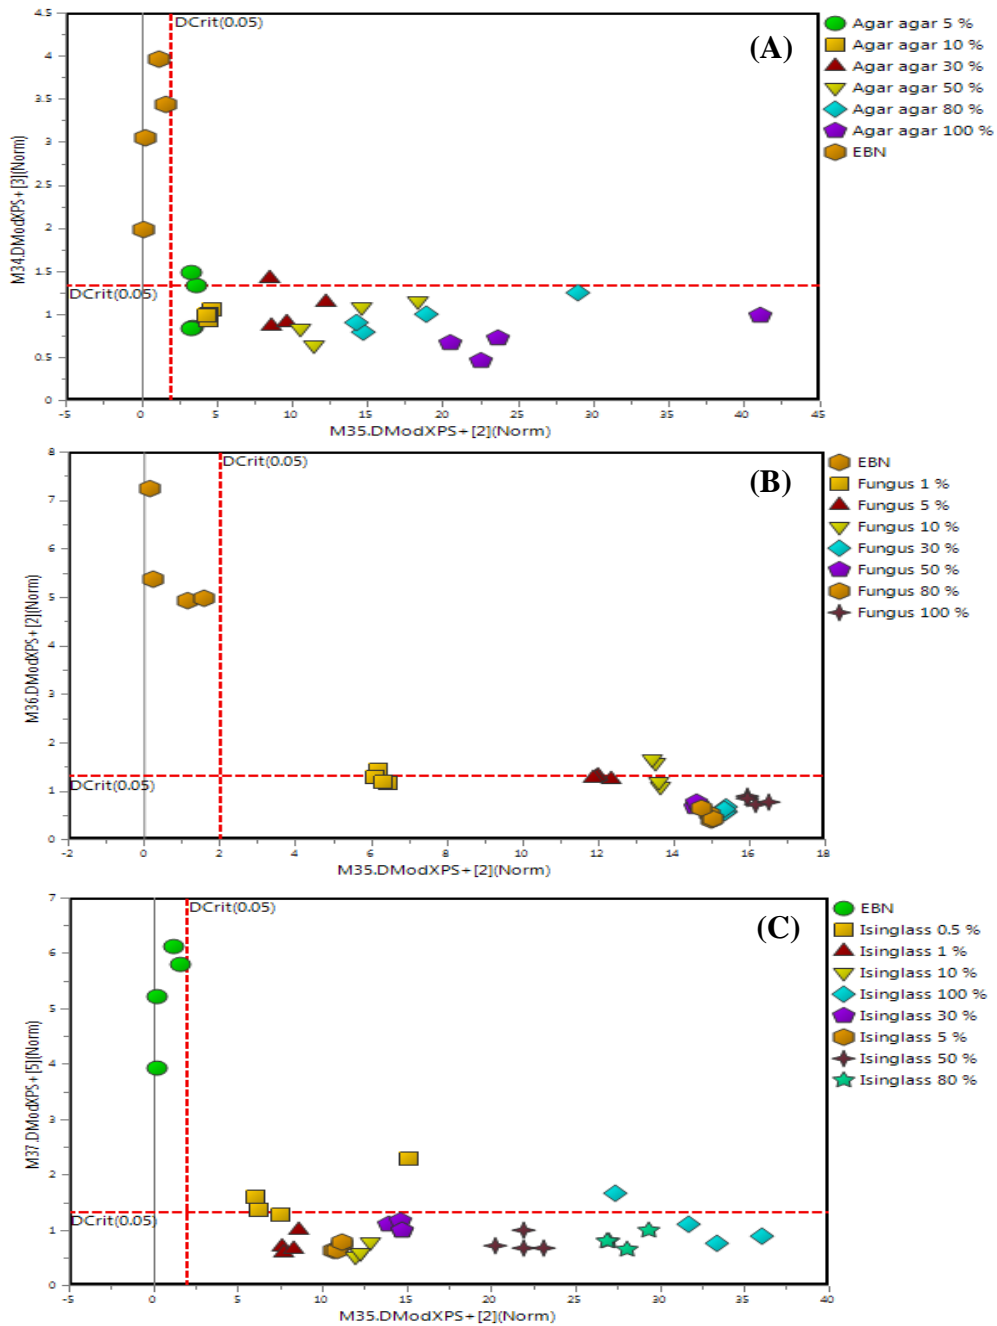 DCrit(0.05)
(A)
M34.DModXPS+[3](Norm)
4.5
4
3.5
3
2.5
2
1.5
1
0.5
0
DCrit(0.05)
-5 0 5 10 15 20 25 30 35 40 45
M35.DModXPS+[2](Norm)
Agar agar 5 %
Agar agar 10 %
Agar agar 30 %
Agar agar 50 %
Agar agar 80 %
Agar agar 100 %
EBN
DCrit(0.05)
(B)
M36.DModXPS+[2](Norm)
8
7
6
5
4
3
2
1
0
DCrit(0.05)
-2 0 2 4 6 8 10 12 14 16 18
M35.DModXPS+[2](Norm)
EBN
Fungus 1 %
Fungus 5 %
Fungus 10 %
Fungus 30 %
Fungus 50 %
Fungus 80 %
Fungus 100 %
DCrit(0.05)
(C)
M37.DModXPS+[5](Norm)
7
6
5
4
3
2
1
0
DCrit(0.05)
-5 0 5 10 15 20 25 30 35 40
M35.DModXPS+[2](Norm)
EBN
Isinglass 0.5 %
Isinglass 1 %
Isinglass 10 %
Isinglass 100 %
Isinglass 30 %
Isinglass 5 %
Isinglass 50 %
Isinglass 80 %